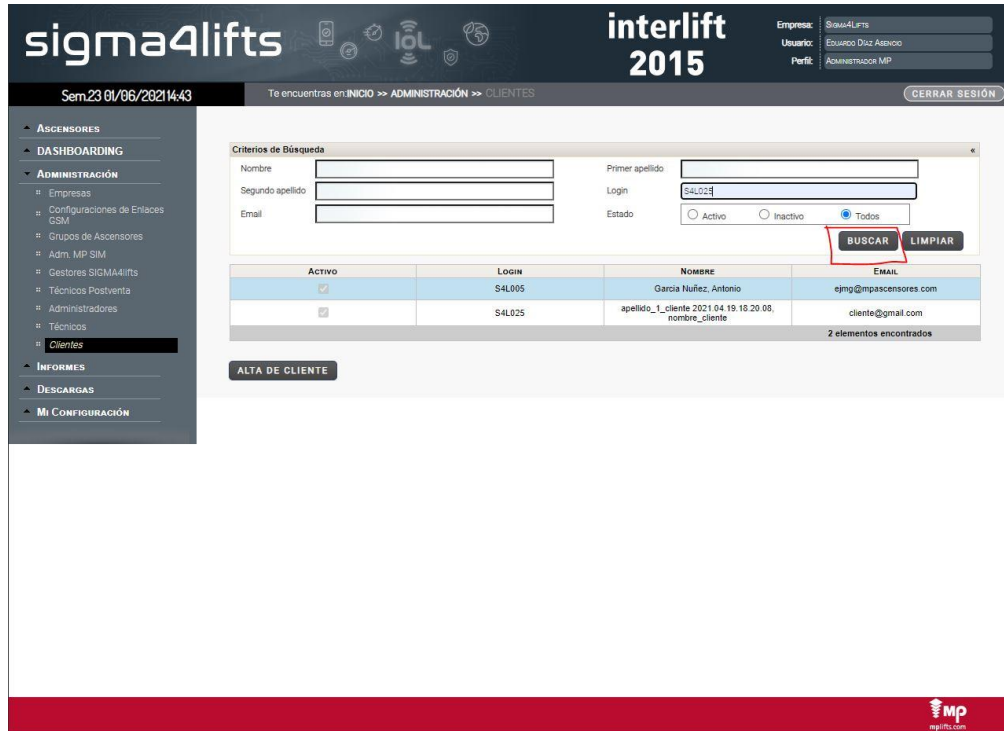 sigma4lifts
IoL
interlift
2015
Empresa: SIGMA4LIFTS
Usuario: EDUARDO DÍAZ ASENCIO
Perfil: ADMINISTRADOR MP
Sem.23 01/06/2021 14:43
Te encuentras en:INICIO >> ADMINISTRACIÓN >> CLIENTES
CERRAR SESIÓN
ASCENSORES
DASHBOARDING
ADMINISTRACIÓN
Empresas
Configuraciones de Enlaces
GSM
Grupos de Ascensores
Adm. MP SIM
Gestores SIGMA4lifts
Técnicos Postventa
Administradores
Técnicos
Clientes
INFORMES
DESCARGAS
MI CONFIGURACIÓN
Criterios de Búsqueda «
Nombre Primer apellido
Segundo apellido Login S4L025
Email Estado Activo Inactivo Todos
BUSCAR LIMPIAR
ACTIVO LOGIN NOMBRE EMAIL
S4L005 Garcia Nuñez, Antonio ejmg@mpascensores.com
S4L025 apellido_1_cliente 2021.04.19.18.20.08, nombre_cliente cliente@gmail.com
2 elementos encontrados
ALTA DE CLIENTE
MP
mplifts.com